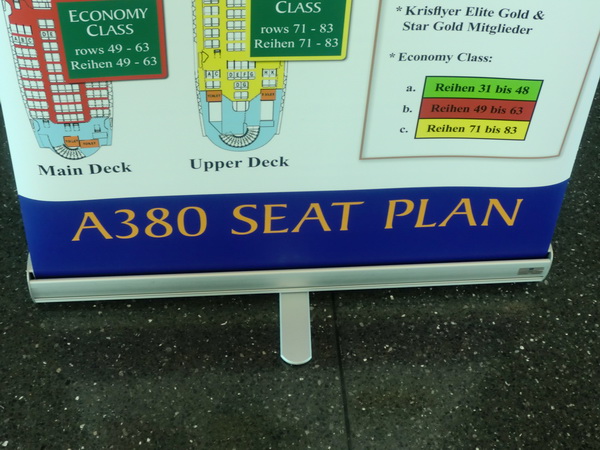 ECONOMY
CLASS
rows 49 - 63
Reihen 49 - 63
CLASS
rows 71 - 83
Reihen 71 - 83
Main Deck
Upper Deck
* Krisflyer Elite Gold &
Star Gold Mitglieder
* Economy Class:
a. Reihen 31 bis 48
b. Reihen 49 bis 63
c. Reihen 71 bis 83
A380 SEAT PLAN